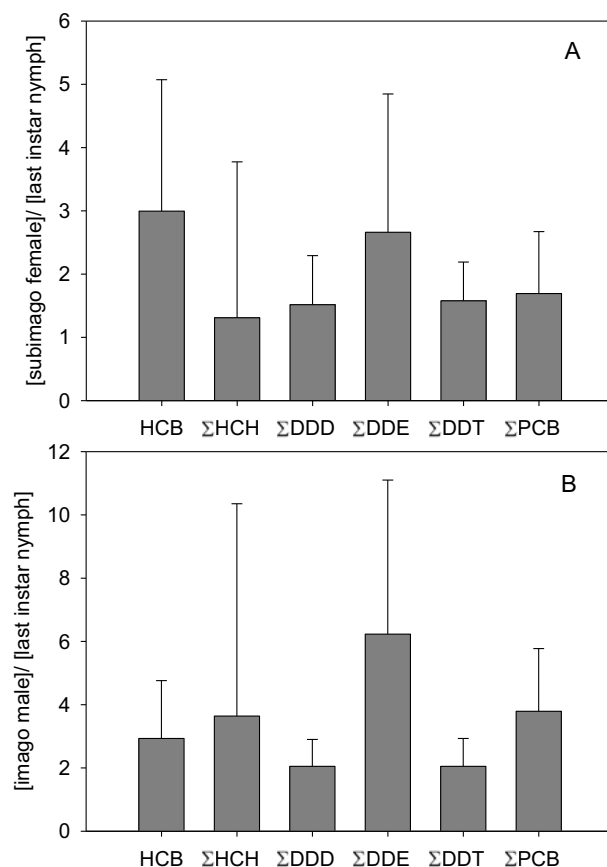 6
A
5
4
3
2
1
0
[subimago female]/ [last instar nymph]
HCB ΣHCH ΣDDD ΣDDE ΣDDT ΣPCB
12
B
10
8
6
4
2
0
[imago male]/ [last instar nymph]
HCB ΣHCH ΣDDD ΣDDE ΣDDT ΣPCB